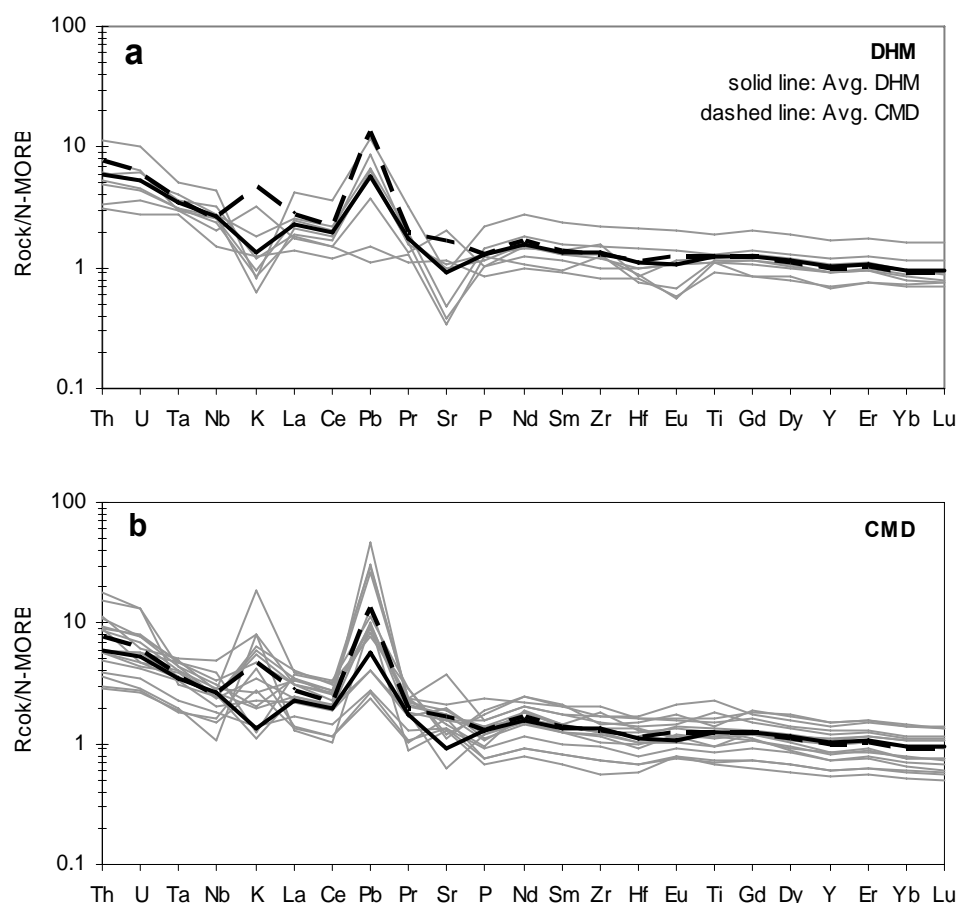 100
a
DHM
solid line: Avg. DHM
dashed line: Avg. CMD
10
Rock/N-MORB
1
0.1
Th U Ta Nb K La Ce Pb Pr Sr P Nd Sm Zr Hf Eu Ti Gd Dy Y Er Yb Lu
100
b
CMD
10
Rcok/N-MORB
1
0.1
Th U Ta Nb K La Ce Pb Pr Sr P Nd Sm Zr Hf Eu Ti Gd Dy Y Er Yb Lu